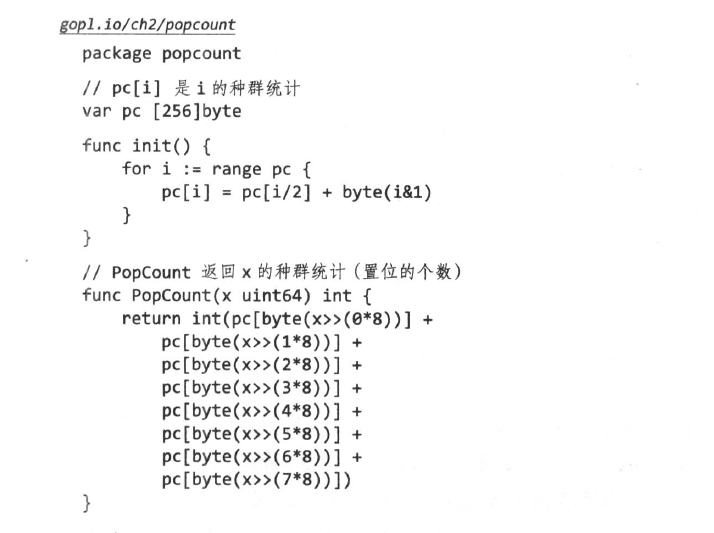 gopl.io/ch2/popcount
package popcount
// pc[i] 是 i 的种群统计
var pc [256]byte
func init() {
    for i := range pc {
        pc[i] = pc[i/2] + byte(i&1)
    }
}
// PopCount 返回 x 的种群统计（置位的个数）
func PopCount(x uint64) int {
    return int(pc[byte(x>>(0*8))] +
        pc[byte(x>>(1*8))] +
        pc[byte(x>>(2*8))] +
        pc[byte(x>>(3*8))] +
        pc[byte(x>>(4*8))] +
        pc[byte(x>>(5*8))] +
        pc[byte(x>>(6*8))] +
        pc[byte(x>>(7*8))])
}